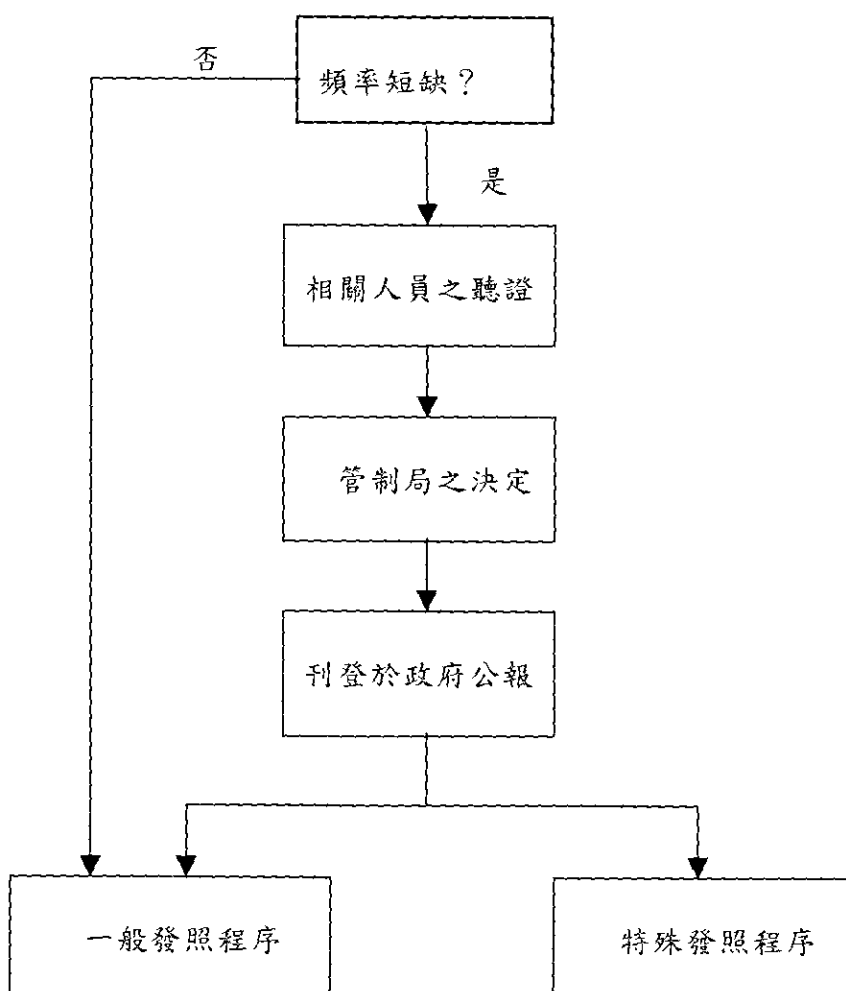 否
頻率短缺？
是
相關人員之聽證
管制局之決定
刊登於政府公報
一般發照程序
特殊發照程序